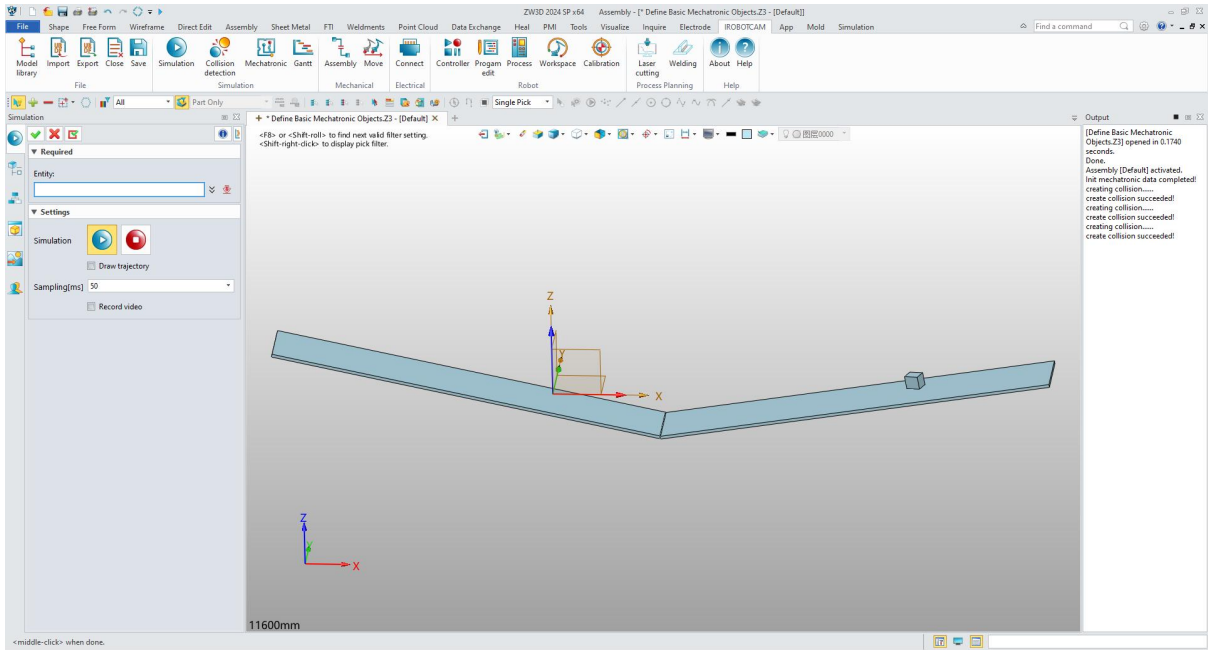 ZW3D 2024 SP x64 Assembly - [* Define Basic Mechatronic Objects.Z3 - [Default]]
File Shape Free Form Wireframe Direct Edit Assembly Sheet Metal FTI Weldments Point Cloud Data Exchange Heal PMI Tools Visualize Inquire Electrode IROBOTCAM App Mold Simulation Find a command
Model library Import Export Close Save Simulation Collision detection Mechatronic Gantt Assembly Move Connect Controller Progam edit Process Workspace Calibration Laser cutting Welding About Help
File Simulation Mechanical Electrical Robot Process Planning Help
All Part Only Single Pick
Simulation
+ * Define Basic Mechatronic Objects.Z3 - [Default] × +
Output
<F8> or <Shift-roll> to find next valid filter setting.
<Shift-right-click> to display pick filter.
图层0000
Required
Entity:
Settings
Simulation
Draw trajectory
Sampling[ms] 50
Record video
Z
Y
X
Z
Y
X
11600mm
[Define Basic Mechatronic
Objects.Z3] opened in 0.1740
seconds.
Done.
Assembly [Default] activated.
Init mechatronic data completed!
creating collision......
create collision succeeded!
creating collision......
create collision succeeded!
creating collision......
create collision succeeded!
<middle-click> when done.